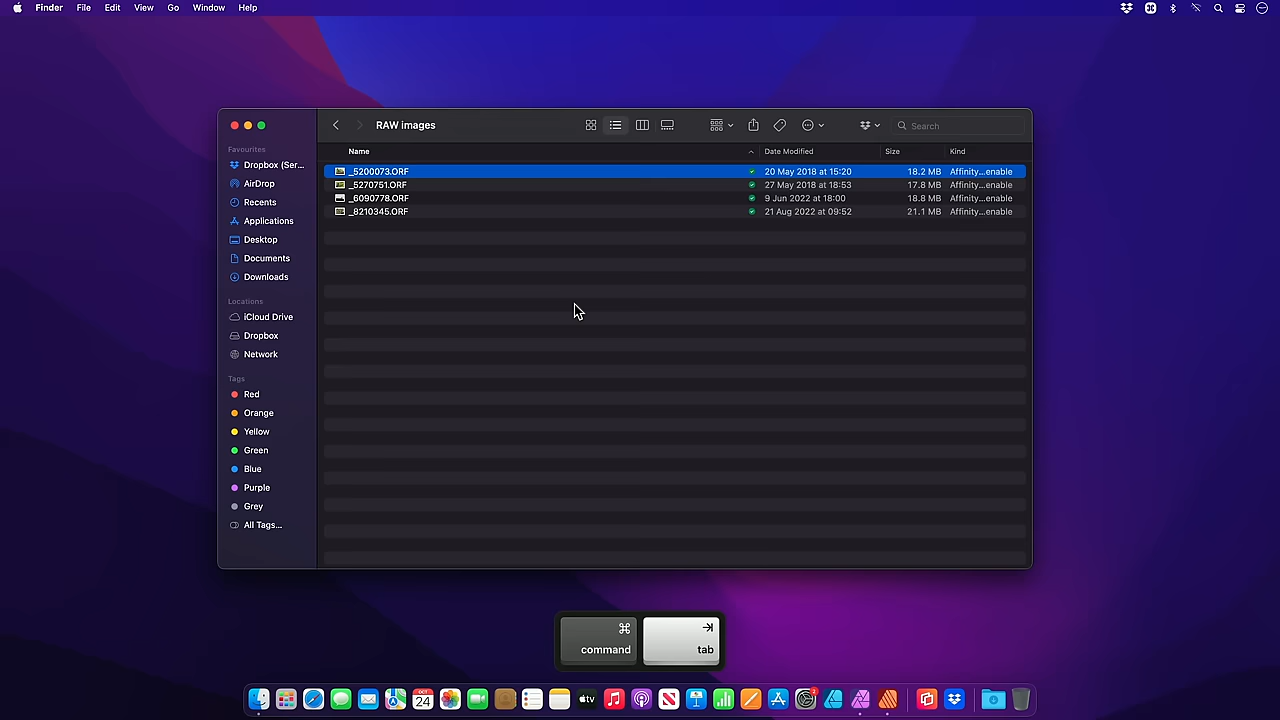 Finder File Edit View Go Window Help
RAW images
Search
Favourites
Dropbox (Ser...
AirDrop
Recents
Applications
Desktop
Documents
Downloads
Locations
iCloud Drive
Dropbox
Network
Tags
Red
Orange
Yellow
Green
Blue
Purple
Grey
All Tags...
Name Date Modified Size Kind
_5200073.ORF 20 May 2018 at 15:20 18.2 MB Affinity...enable
_5270751.ORF 27 May 2018 at 18:53 17.8 MB Affinity...enable
_6090778.ORF 9 Jun 2022 at 18:00 18.8 MB Affinity...enable
_8210345.ORF 21 Aug 2022 at 09:52 21.1 MB Affinity...enable
⌘ ⇥
command tab
OCT
24
tv
2